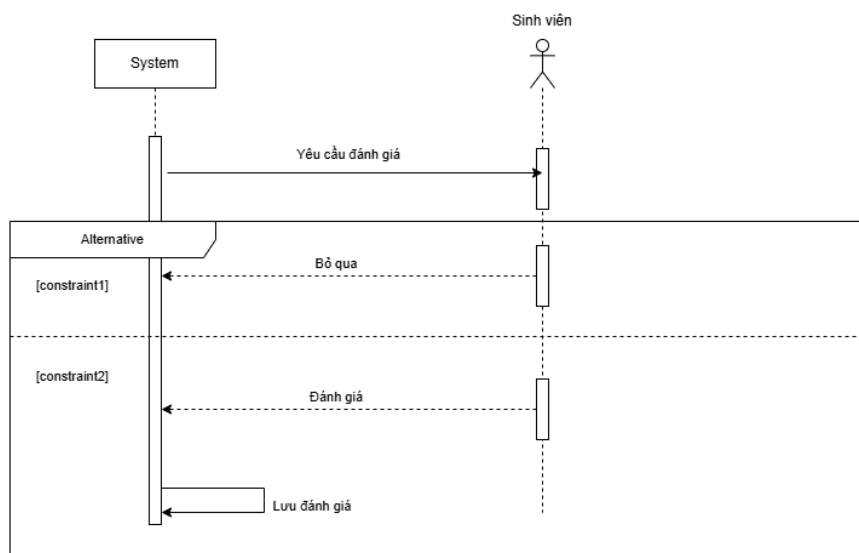 Sinh viên
System
Yêu cầu đánh giá
Alternative
Bỏ qua
[constraint1]
[constraint2]
Đánh giá
Lưu đánh giá